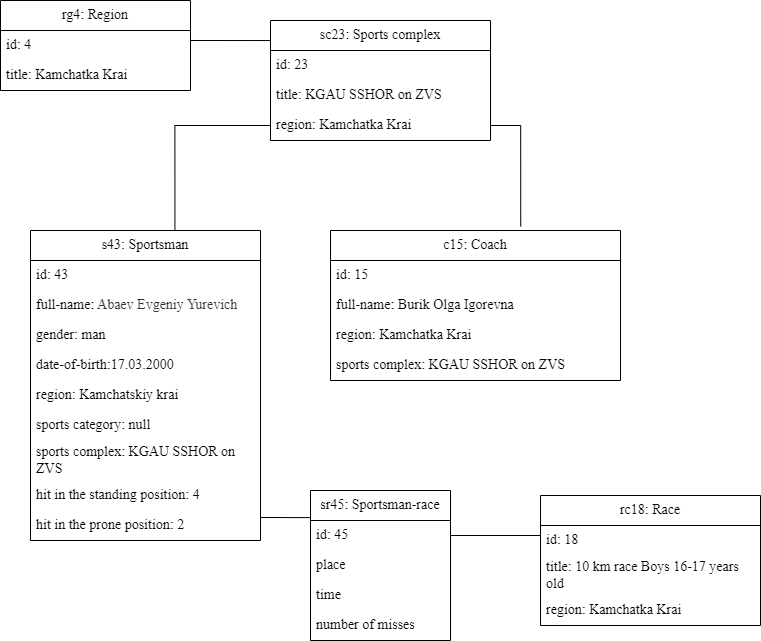 rg4: Region
id: 4
title: Kamchatka Krai
sc23: Sports complex
id: 23
title: KGAU SSHOR on ZVS
region: Kamchatka Krai
s43: Sportsman
id: 43
full-name: Abaev Evgeniy Yurevich
gender: man
date-of-birth:17.03.2000
region: Kamchatskiy krai
sports category: null
sports complex: KGAU SSHOR on
ZVS
hit in the standing position: 4
hit in the prone position: 2
c15: Coach
id: 15
full-name: Burik Olga Igorevna
region: Kamchatka Krai
sports complex: KGAU SSHOR on ZVS
sr45: Sportsman-race
id: 45
place
time
number of misses
rc18: Race
id: 18
title: 10 km race Boys 16-17 years
old
region: Kamchatka Krai